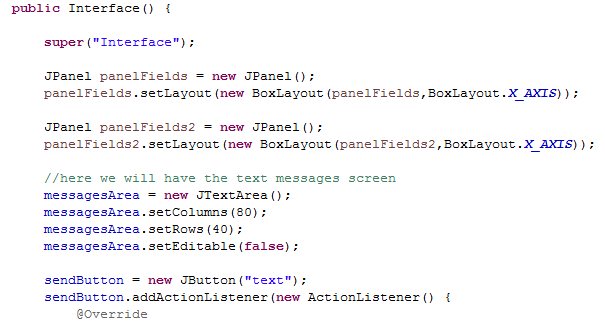 public Interface() {
super("Interface");
JPanel panelFields = new JPanel();
panelFields.setLayout(new BoxLayout(panelFields,BoxLayout.X_AXIS));
JPanel panelFields2 = new JPanel();
panelFields2.setLayout(new BoxLayout(panelFields2,BoxLayout.X_AXIS));
//here we will have the text messages screen
messagesArea = new JTextArea();
messagesArea.setColumns(80);
messagesArea.setRows(40);
messagesArea.setEditable(false);
sendButton = new JButton("text");
sendButton.addActionListener(new ActionListener() {
@Override